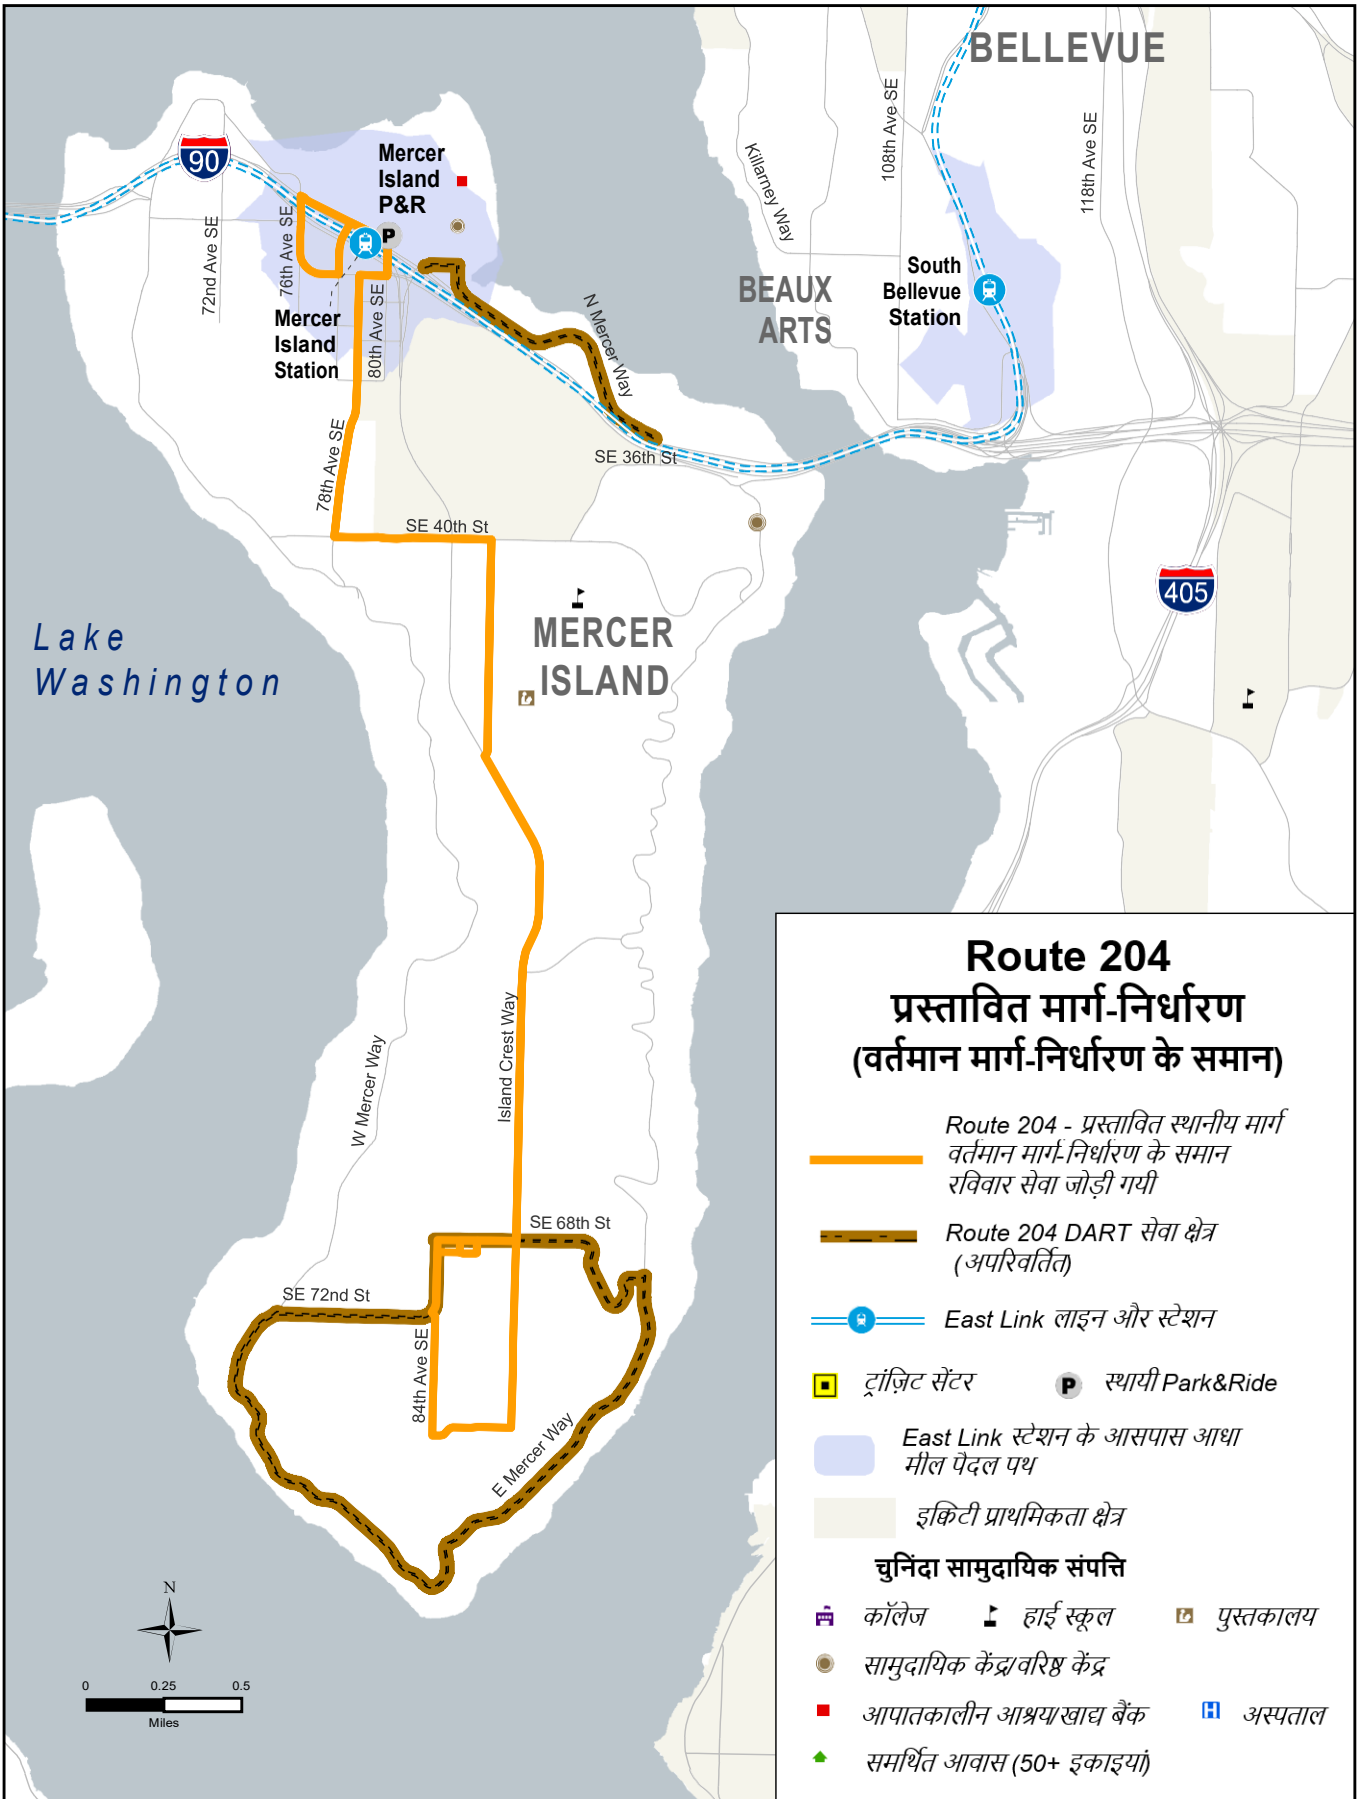 BELLEVUE
90
Mercer
Island
P&R
72nd Ave SE
76th Ave SE
P
80th Ave SE
Mercer
Island
Station
78th Ave SE
N Mercer Way
SE 36th St
SE 40th St
Killarney Way
108th Ave SE
118th Ave SE
BEAUX
ARTS
South
Bellevue
Station
405
Lake
Washington
MERCER
ISLAND
Island Crest Way
W Mercer Way
SE 68th St
SE 72nd St
84th Ave SE
E Mercer Way
N
0 0.25 0.5
Miles
Route 204
प्रस्तावित मार्ग-निर्धारण
(वर्तमान मार्ग-निर्धारण के समान)
Route 204 - प्रस्तावित स्थानीय मार्ग
वर्तमान मार्ग-निर्धारण के समान
रविवार सेवा जोड़ी गयी
Route 204 DART सेवा क्षेत्र
(अपरिवर्तित)
East Link लाइन और स्टेशन
ट्रांज़िट सेंटर P स्थायी Park&Ride
East Link स्टेशन के आसपास आधा
मील पैदल पथ
इक्विटी प्राथमिकता क्षेत्र
चुनिंदा सामुदायिक संपत्ति
कॉलेज हाई स्कूल पुस्तकालय
सामुदायिक केंद्र/वरिष्ठ केंद्र
आपातकालीन आश्रय/खाद्य बैंक H अस्पताल
समर्थित आवास (50+ इकाइयां)